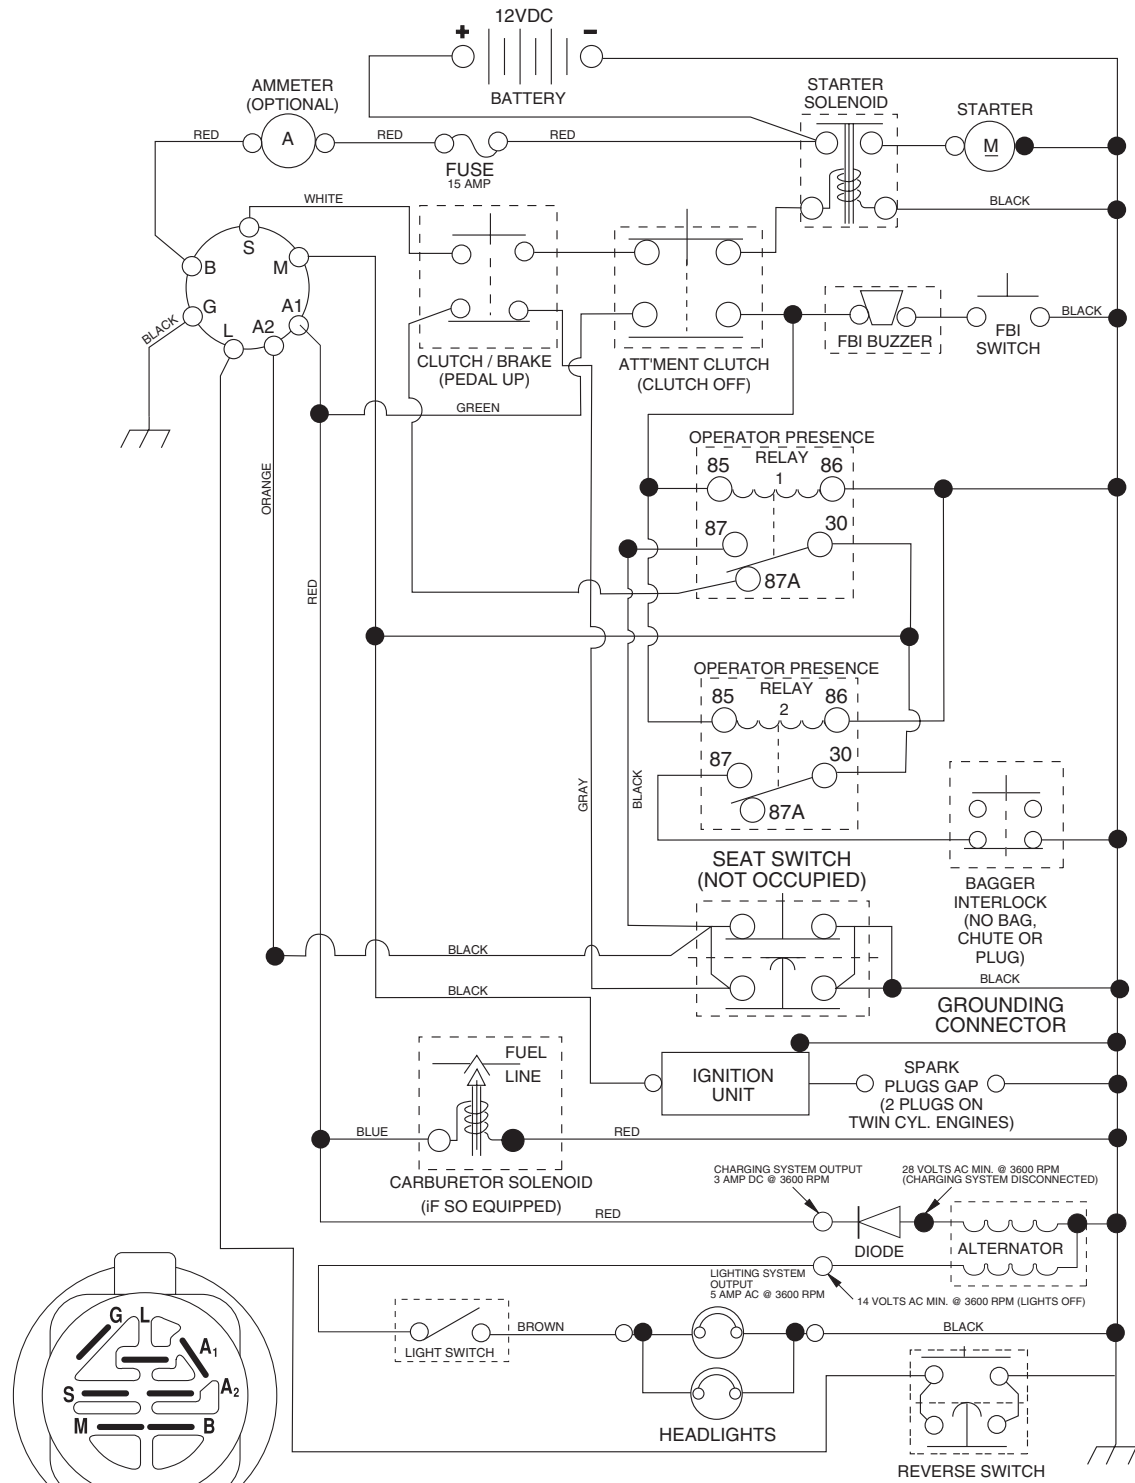 12VDC
+
-
BATTERY
AMMETER
(OPTIONAL)
STARTER
SOLENOID
STARTER
RED
A
RED
RED
M
FUSE
15 AMP
WHITE
BLACK
S
B
M
G
A1
L
A2
BLACK
CLUTCH / BRAKE
(PEDAL UP)
ATT'MENT CLUTCH
(CLUTCH OFF)
FBI BUZZER
FBI
SWITCH
BLACK
GREEN
OPERATOR PRESENCE
RELAY
1
85
86
87
30
87A
ORANGE
RED
OPERATOR PRESENCE
RELAY
2
85
86
87
30
87A
GRAY
BLACK
SEAT SWITCH
(NOT OCCUPIED)
BAGGER
INTERLOCK
(NO BAG,
CHUTE OR
PLUG)
BLACK
BLACK
BLACK
GROUNDING
CONNECTOR
FUEL
LINE
IGNITION
UNIT
SPARK
PLUGS GAP
(2 PLUGS ON
TWIN CYL. ENGINES)
BLUE
RED
CARBURETOR SOLENOID
(iF SO EQUIPPED)
CHARGING SYSTEM OUTPUT
3 AMP DC @ 3600 RPM
28 VOLTS AC MIN. @ 3600 RPM
(CHARGING SYSTEM DISCONNECTED)
RED
DIODE
ALTERNATOR
LIGHTING SYSTEM
OUTPUT
5 AMP AC @ 3600 RPM
14 VOLTS AC MIN. @ 3600 RPM (LIGHTS OFF)
BROWN
BLACK
LIGHT SWITCH
HEADLIGHTS
REVERSE SWITCH
G
L
A1
A2
S
M
B